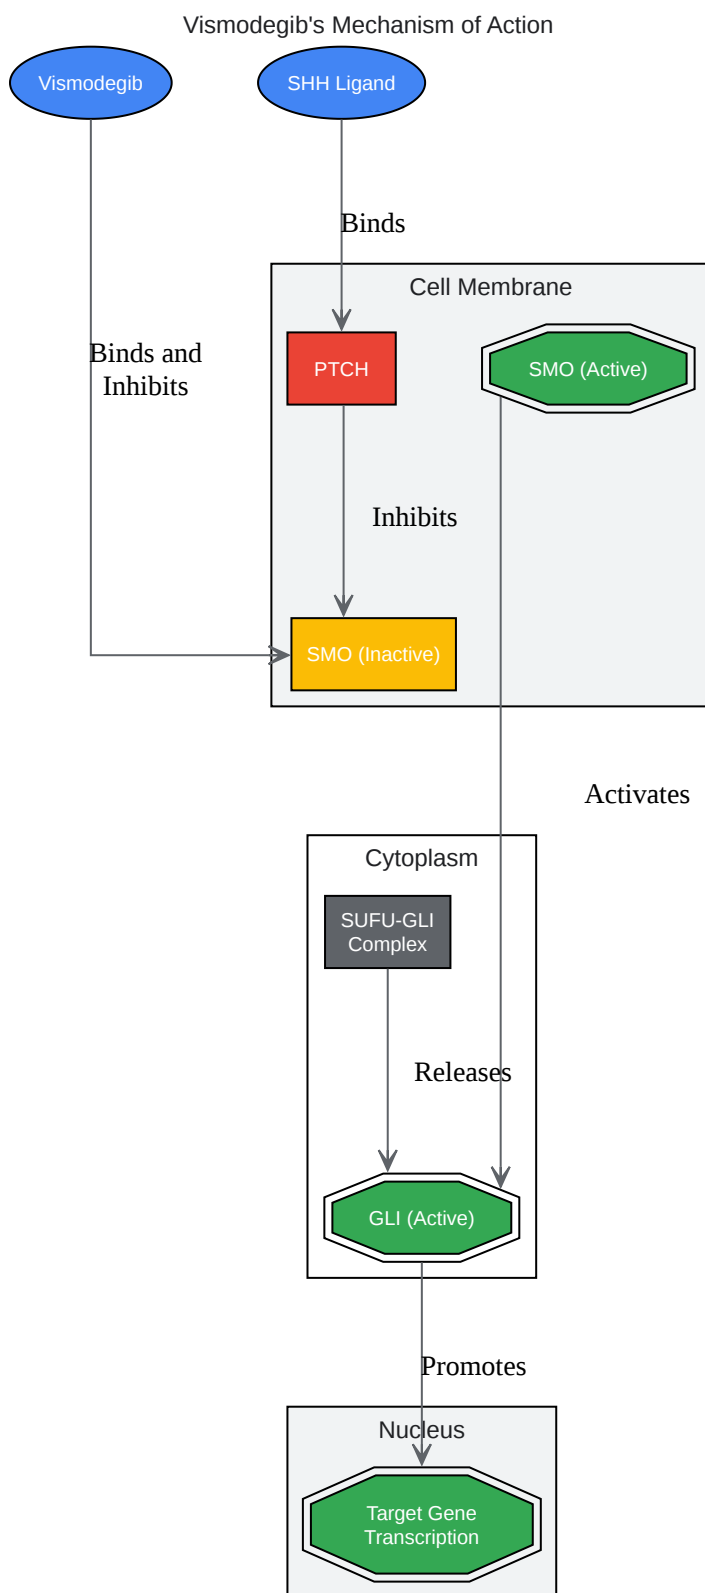 Vismodegib's Mechanism of Action
Vismodegib
SHH Ligand
Binds
Cell Membrane
Binds and
Inhibits
PTCH
SMO (Active)
Inhibits
SMO (Inactive)
Activates
Cytoplasm
SUFU-GLI
Complex
Releases
GLI (Active)
Promotes
Nucleus
Target Gene
Transcription